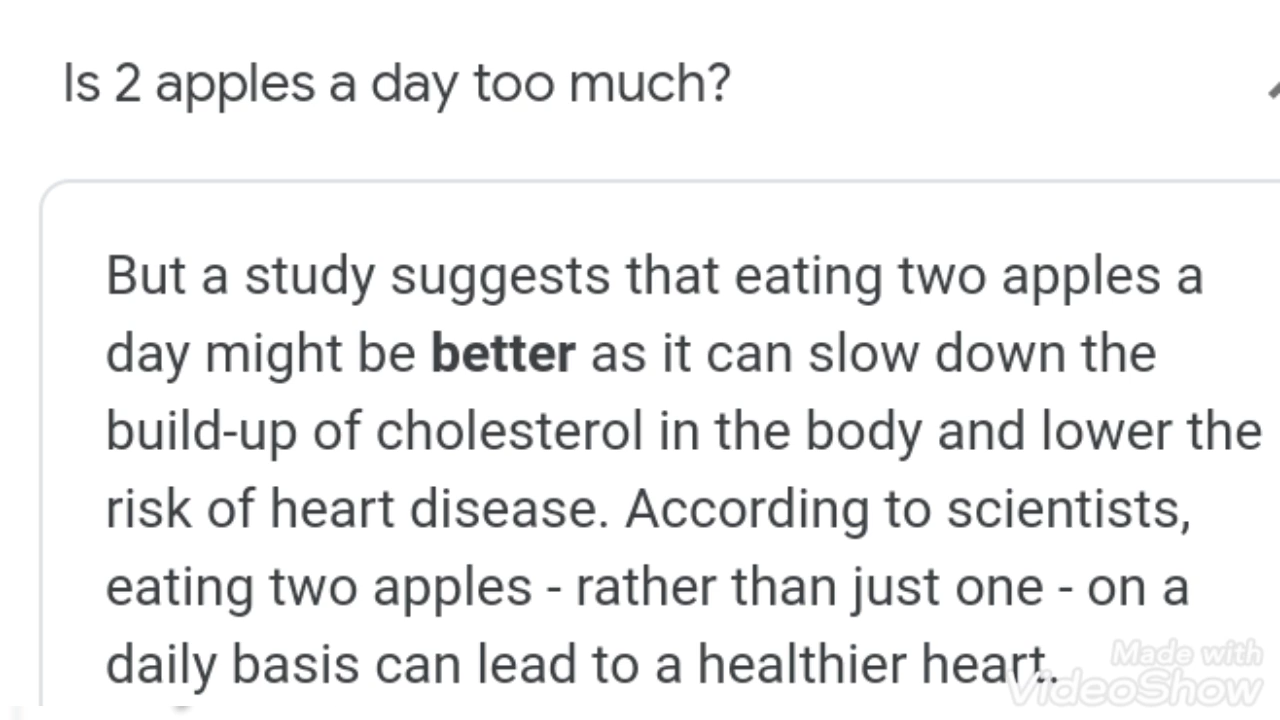 Is 2 apples a day too much?
But a study suggests that eating two apples a
day might be better as it can slow down the
build-up of cholesterol in the body and lower the
risk of heart disease. According to scientists,
eating two apples - rather than just one - on a
daily basis can lead to a healthier heart.
Made with
VideoShow